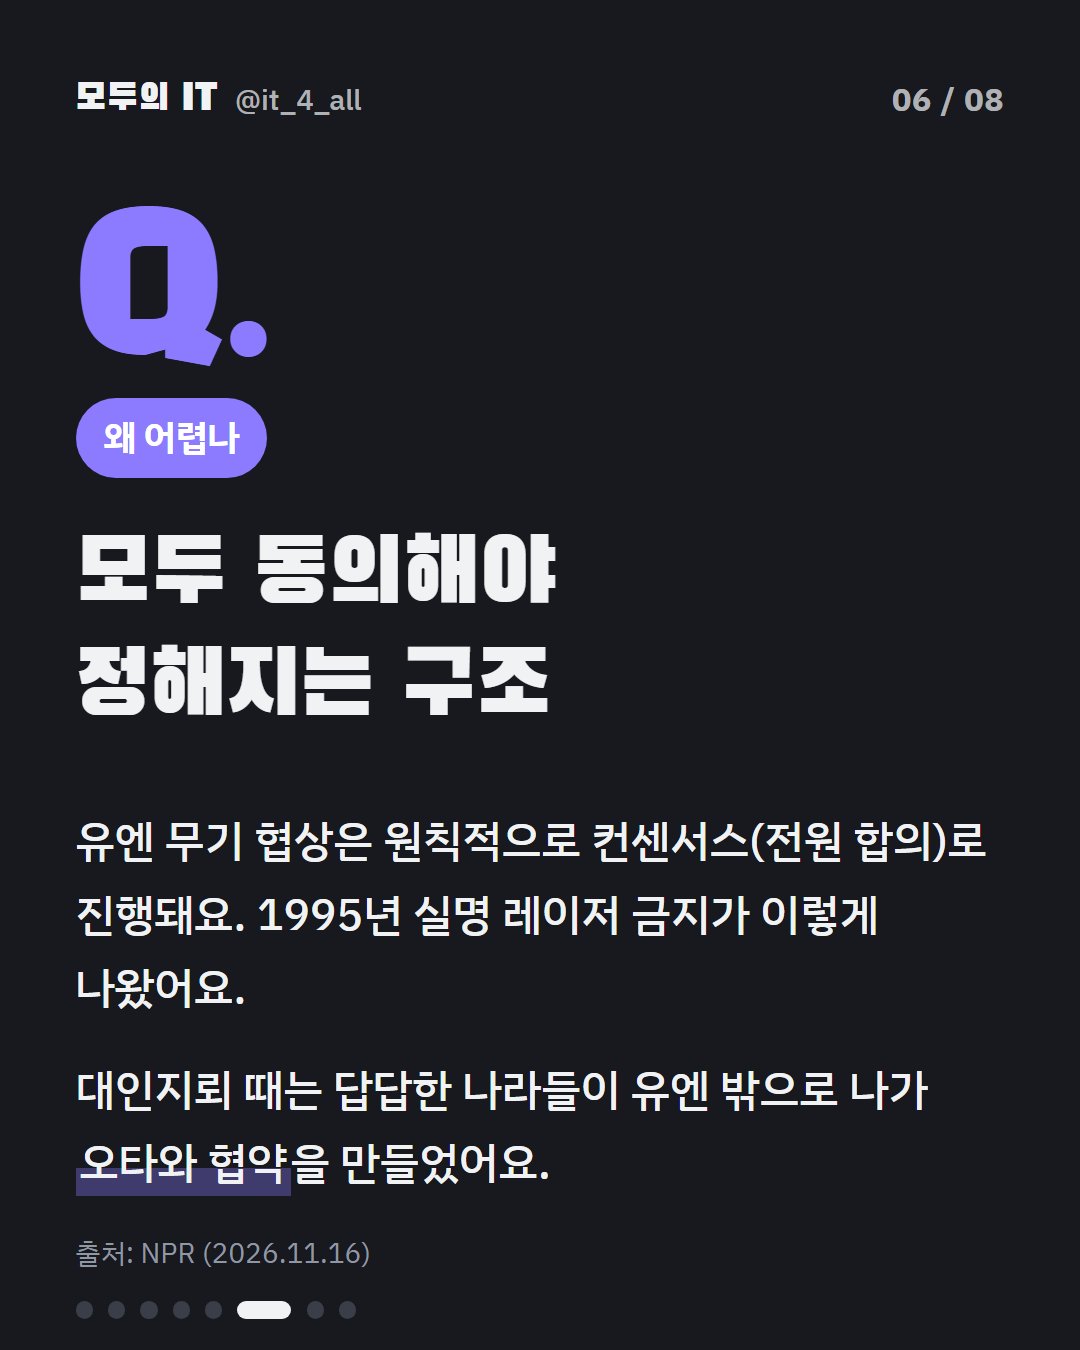 모두의 IT @it_4_all
06 / 08
Q.
왜 어렵나
모두 동의해야
정해지는 구조
유엔 무기 협상은 원칙적으로 컨센서스(전원 합의)로
진행돼요. 1995년 실명 레이저 금지가 이렇게
나왔어요.
대인지뢰 때는 답답한 나라들이 유엔 밖으로 나가
오타와 협약을 만들었어요.
출처: NPR (2026.11.16)